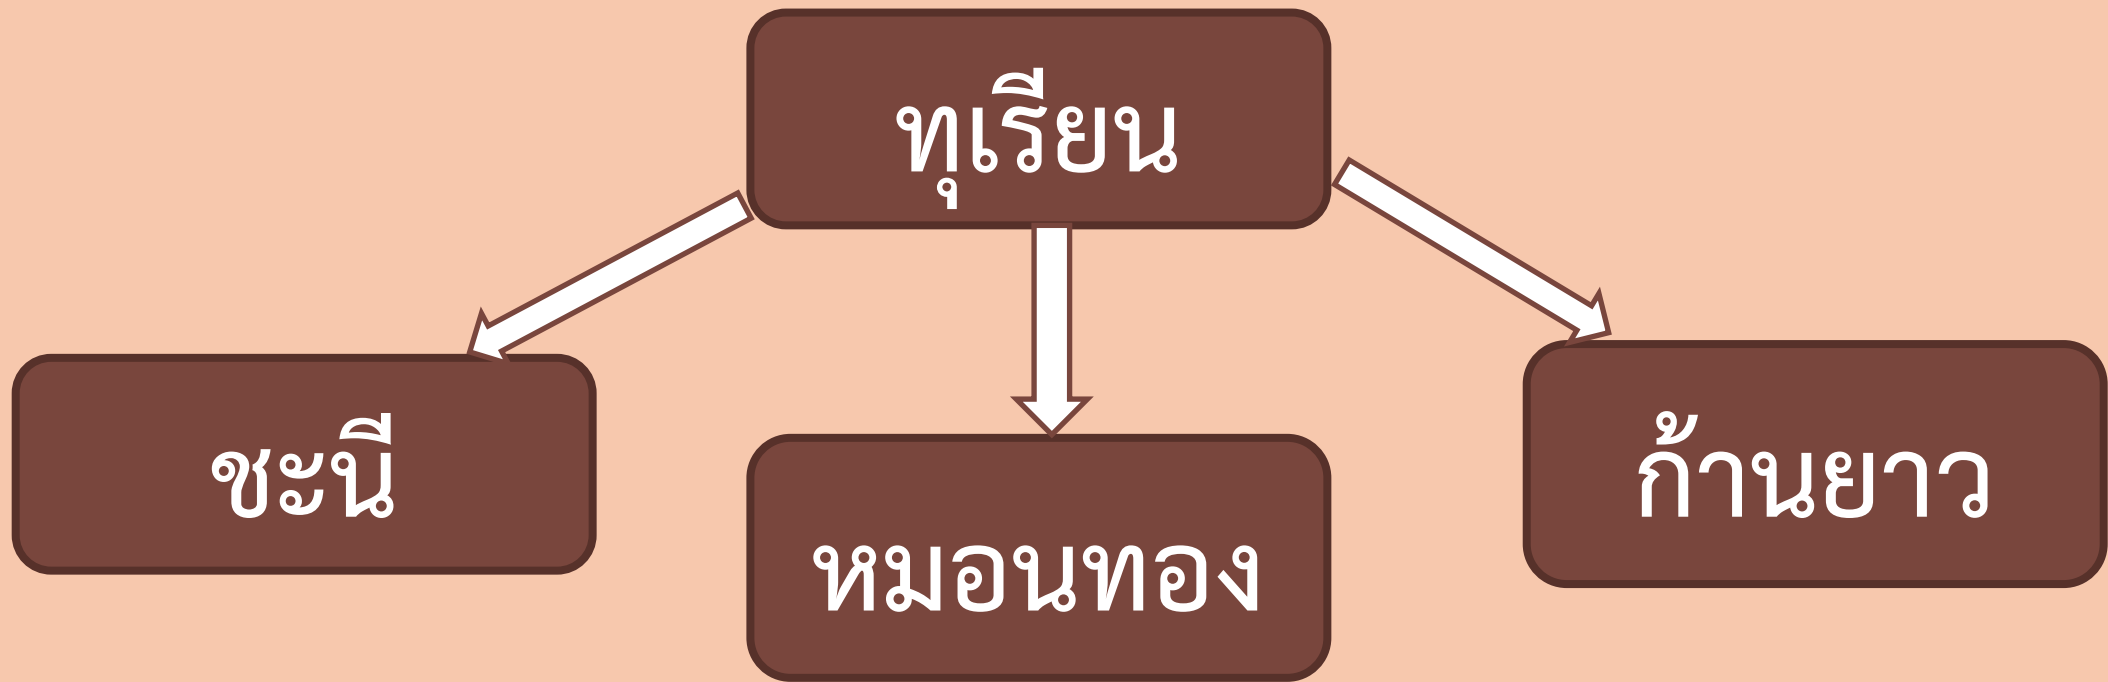 ทุเรียน
ชะนี
หมอนทอง
ก้านยาว